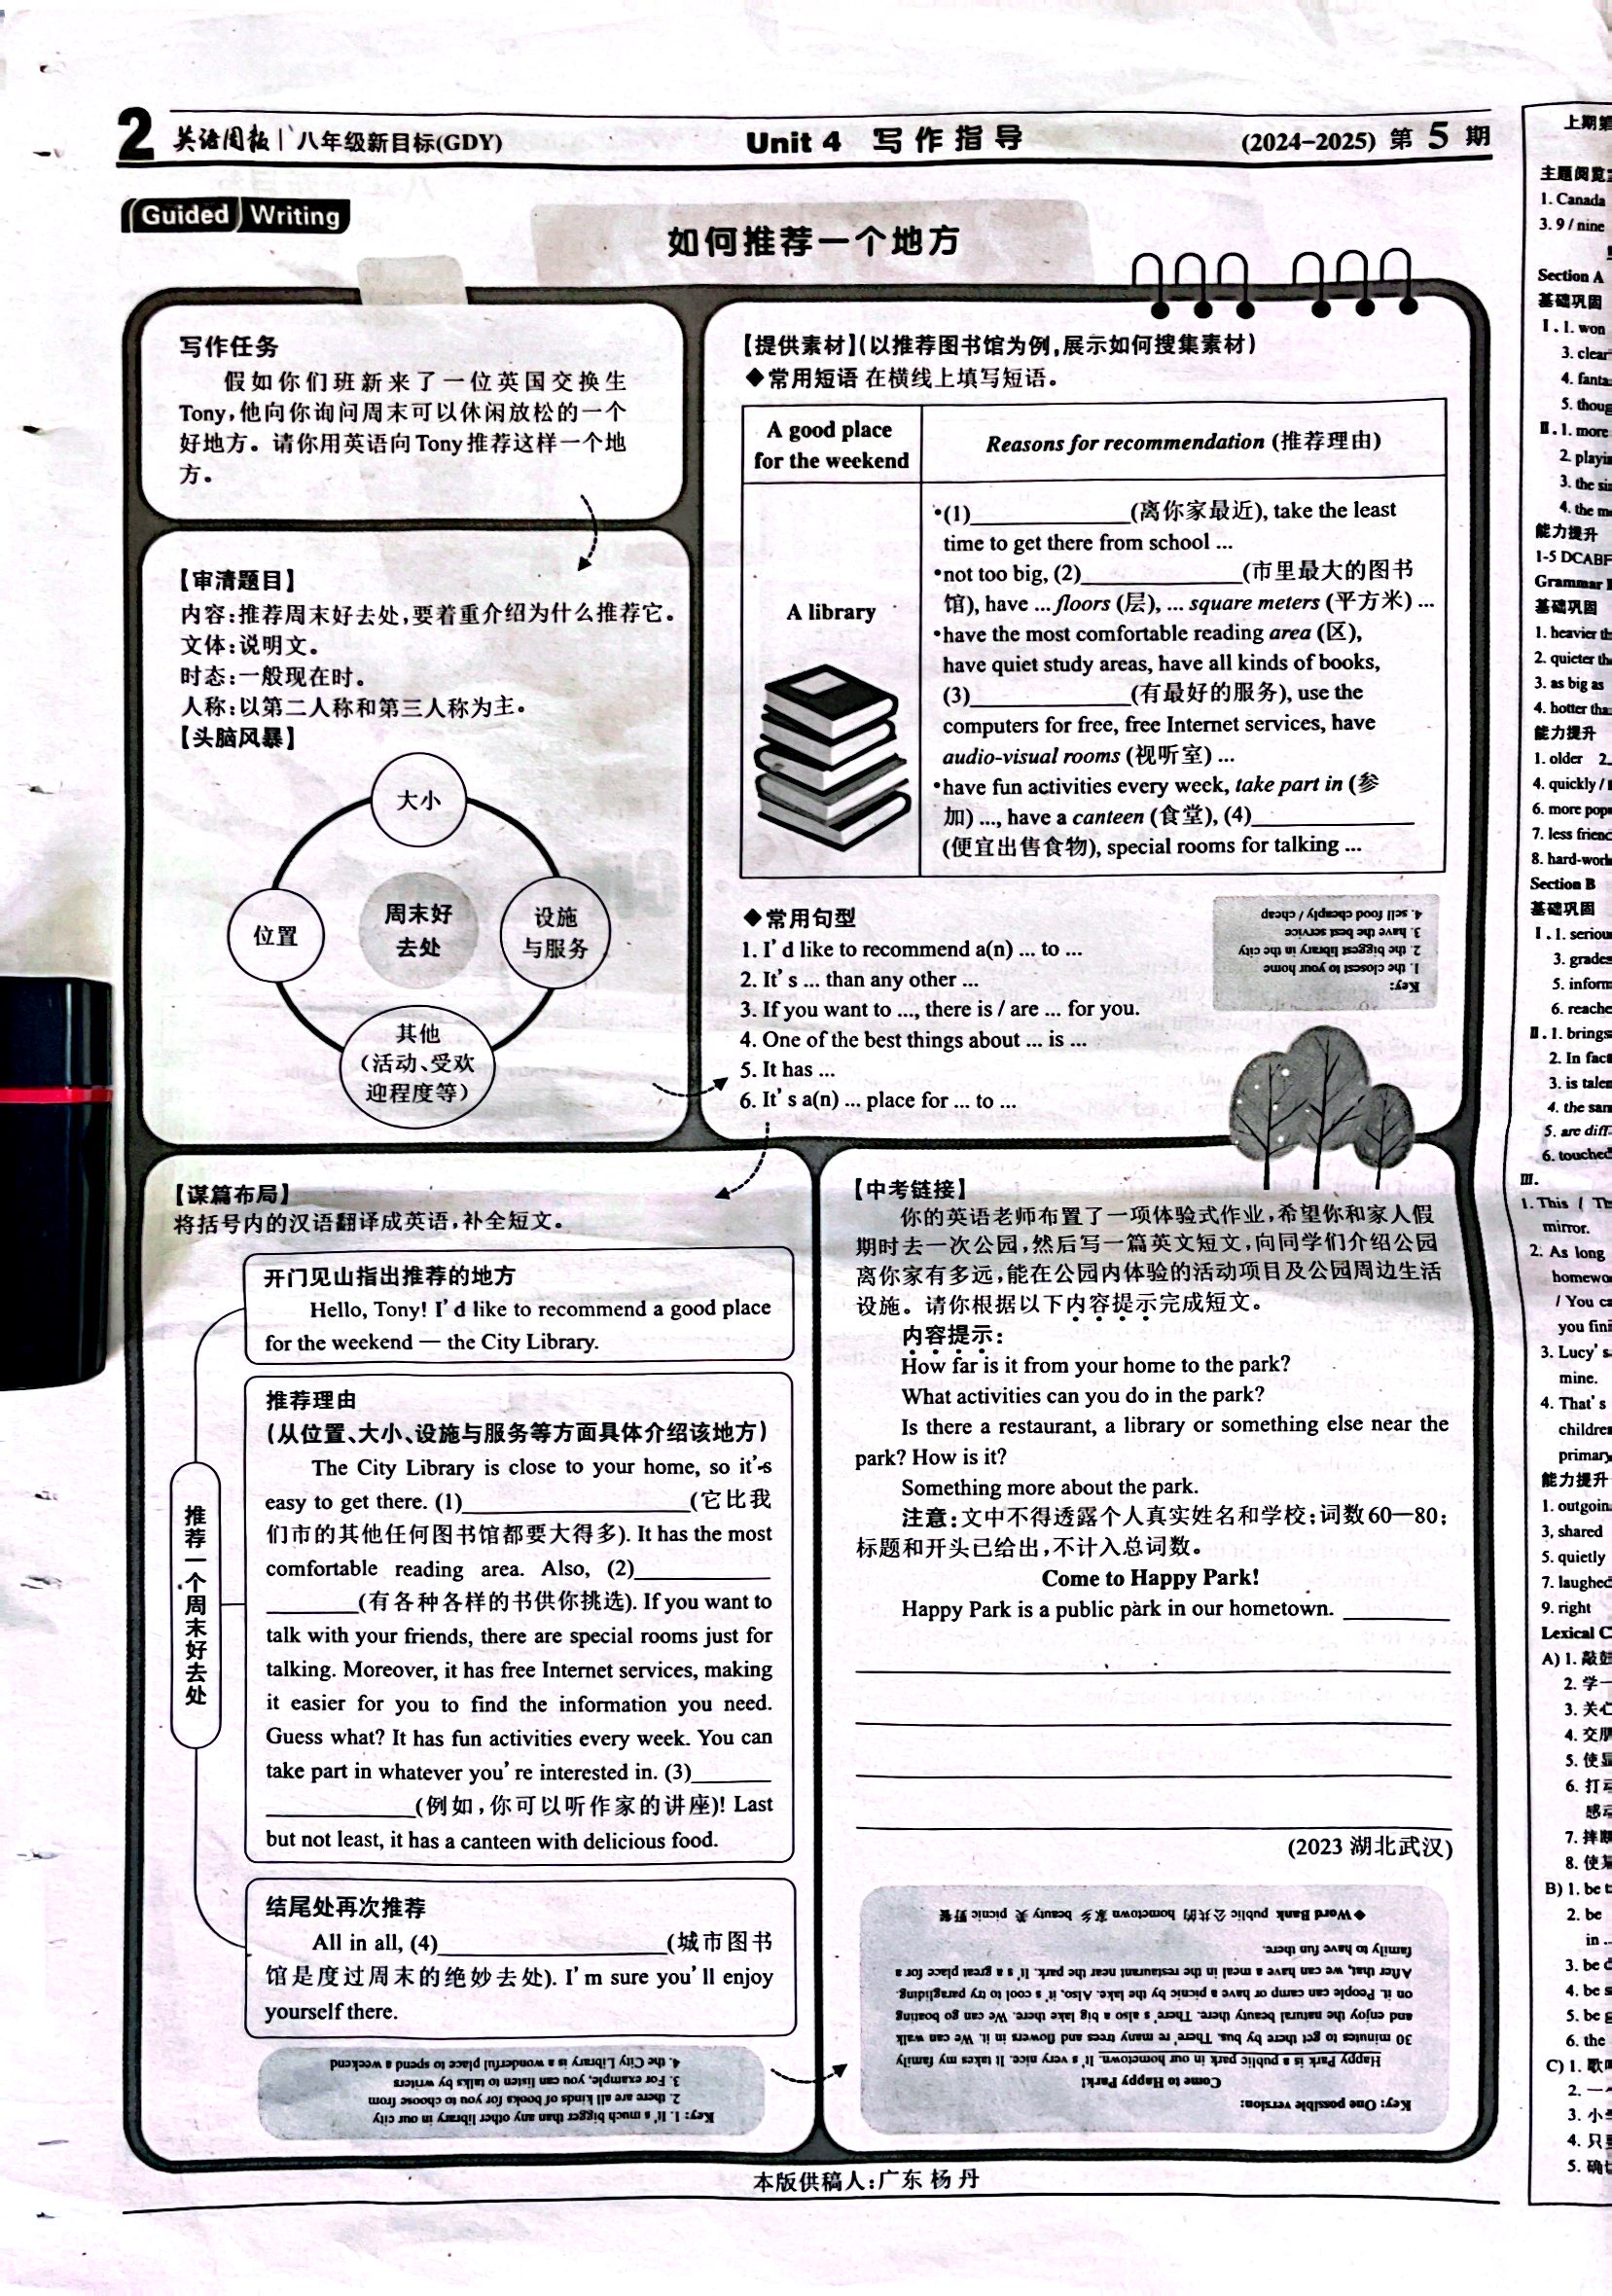 2 英语周报 八年级新目标(GDY)
Unit 4 写作指导
(2024–2025) 第 5 期
Guided Writing
如何推荐一个地方
写作任务
假如你们班新来了一位英国交换生
Tony,他向你询问周末可以休闲放松的一个
好地方。请你用英语向Tony推荐这样一个地
方。
【审清题目】
内容:推荐周末好去处,要着重介绍为什么推荐它。
文体:说明文。
时态:一般现在时。
人称:以第二人称和第三人称为主。
【头脑风暴】
大小
位置
周末好
去处
设施
与服务
其他
(活动、受欢
迎程度等)
【提供素材】(以推荐图书馆为例,展示如何搜集素材)
◆常用短语 在横线上填写短语。
A good place
for the weekend
Reasons for recommendation (推荐理由)
A library
•(1)______________(离你家最近), take the least
time to get there from school ...
•not too big, (2)______________(市里最大的图书
馆), have ... floors (层), ... square meters (平方米) ...
•have the most comfortable reading area (区),
have quiet study areas, have all kinds of books,
(3)______________(有最好的服务), use the
computers for free, free Internet services, have
audio-visual rooms (视听室) ...
•have fun activities every week, take part in (参
加) ..., have a canteen (食堂), (4)______________
(便宜出售食物), special rooms for talking ...
◆常用句型
1. I'd like to recommend a(n) ... to ...
2. It's ... than any other ...
3. If you want to ..., there is / are ... for you.
4. One of the best things about ... is ...
5. It has ...
6. It's a(n) ... place for ... to ...
Key:
1. the closest to your home
2. the biggest library in the city
3. have the best service
4. sell food cheaply / cheap
【谋篇布局】
将括号内的汉语翻译成英语,补全短文。
推荐一个周末好去处
开门见山指出推荐的地方
Hello, Tony! I'd like to recommend a good place
for the weekend — the City Library.
推荐理由
(从位置、大小、设施与服务等方面具体介绍该地方)
The City Library is close to your home, so it's
easy to get there. (1)____________________(它比我
们市的其他任何图书馆都要大得多). It has the most
comfortable reading area. Also, (2)____________
________(有各种各样的书供你挑选). If you want to
talk with your friends, there are special rooms just for
talking. Moreover, it has free Internet services, making
it easier for you to find the information you need.
Guess what? It has fun activities every week. You can
take part in whatever you're interested in. (3)_______
_____________(例如,你可以听作家的讲座)! Last
but not least, it has a canteen with delicious food.
结尾处再次推荐
All in all, (4)____________________(城市图书
馆是度过周末的绝妙去处). I'm sure you'll enjoy
yourself there.
Key: 1. It's much bigger than any other library in our city
2. there are all kinds of books for you to choose from
3. For example, you can listen to talks by writers
4. the City Library is a wonderful place to spend a weekend
【中考链接】
你的英语老师布置了一项体验式作业,希望你和家人假
期时去一次公园,然后写一篇英文短文,向同学们介绍公园
离你家有多远,能在公园内体验的活动项目及公园周边生活
设施。请你根据以下内容提示完成短文。
内容提示:
How far is it from your home to the park?
What activities can you do in the park?
Is there a restaurant, a library or something else near the
park? How is it?
Something more about the park.
注意:文中不得透露个人真实姓名和学校;词数60—80;
标题和开头已给出,不计入总词数。
Come to Happy Park!
Happy Park is a public park in our hometown. _________
(2023 湖北武汉)
Key: One possible version:
Come to Happy Park!
Happy Park is a public park in our hometown. It's very nice. It takes my family
30 minutes to get there by bus. There're many trees and flowers in it. We can walk
and enjoy the natural beauty there. There's also a big lake there. We can go boating
on it. People can camp or have a picnic by the lake. Also, it's cool to try paragliding.
After that, we can have a meal in the restaurant near the park. It's a great place for a
family to have fun there.
◆Word Bank public 公共的 hometown 家乡 beauty 美 picnic 野餐
本版供稿人:广东 杨 丹
上期第
主题阅览
1. Canada
3. 9 / nine
Section A
基础巩固
Ⅰ. 1. won
3. clear
4. fanta
5. thoug
Ⅱ. 1. more
2. playi
3. the
4. the
能力提升
1-5 DCABF
Grammar
基础巩固
1. heavier
2. quieter
3. as big as
4. hotter
能力提升
1. older 2.
4. quickly /
6. more
7. less
8. hard-work
Section B
基础巩固
Ⅰ. 1. seriou
3. grades
5. inform
6. reache
Ⅱ. 1. brings
2. In fact
3. is
4. the
5. are
6. touched
Ⅲ.
1. This
mirror.
2. As long
homewo
/ You
you
3. Lucy's
mine.
4. That's
childre
primary
能力提升
1. outgoin
3. shared
5. quietly
7. laughed
9. right
Lexical
A) 1. 敲
2. 学
3. 关
4. 交
5. 使
6. 打
感
7. 摔
8. 使
B) 1. be
2. be
in ...
3. be
4. be
5. be
6. the
C) 1. 歌
2. 一
3. 小
4. 只
5. 确